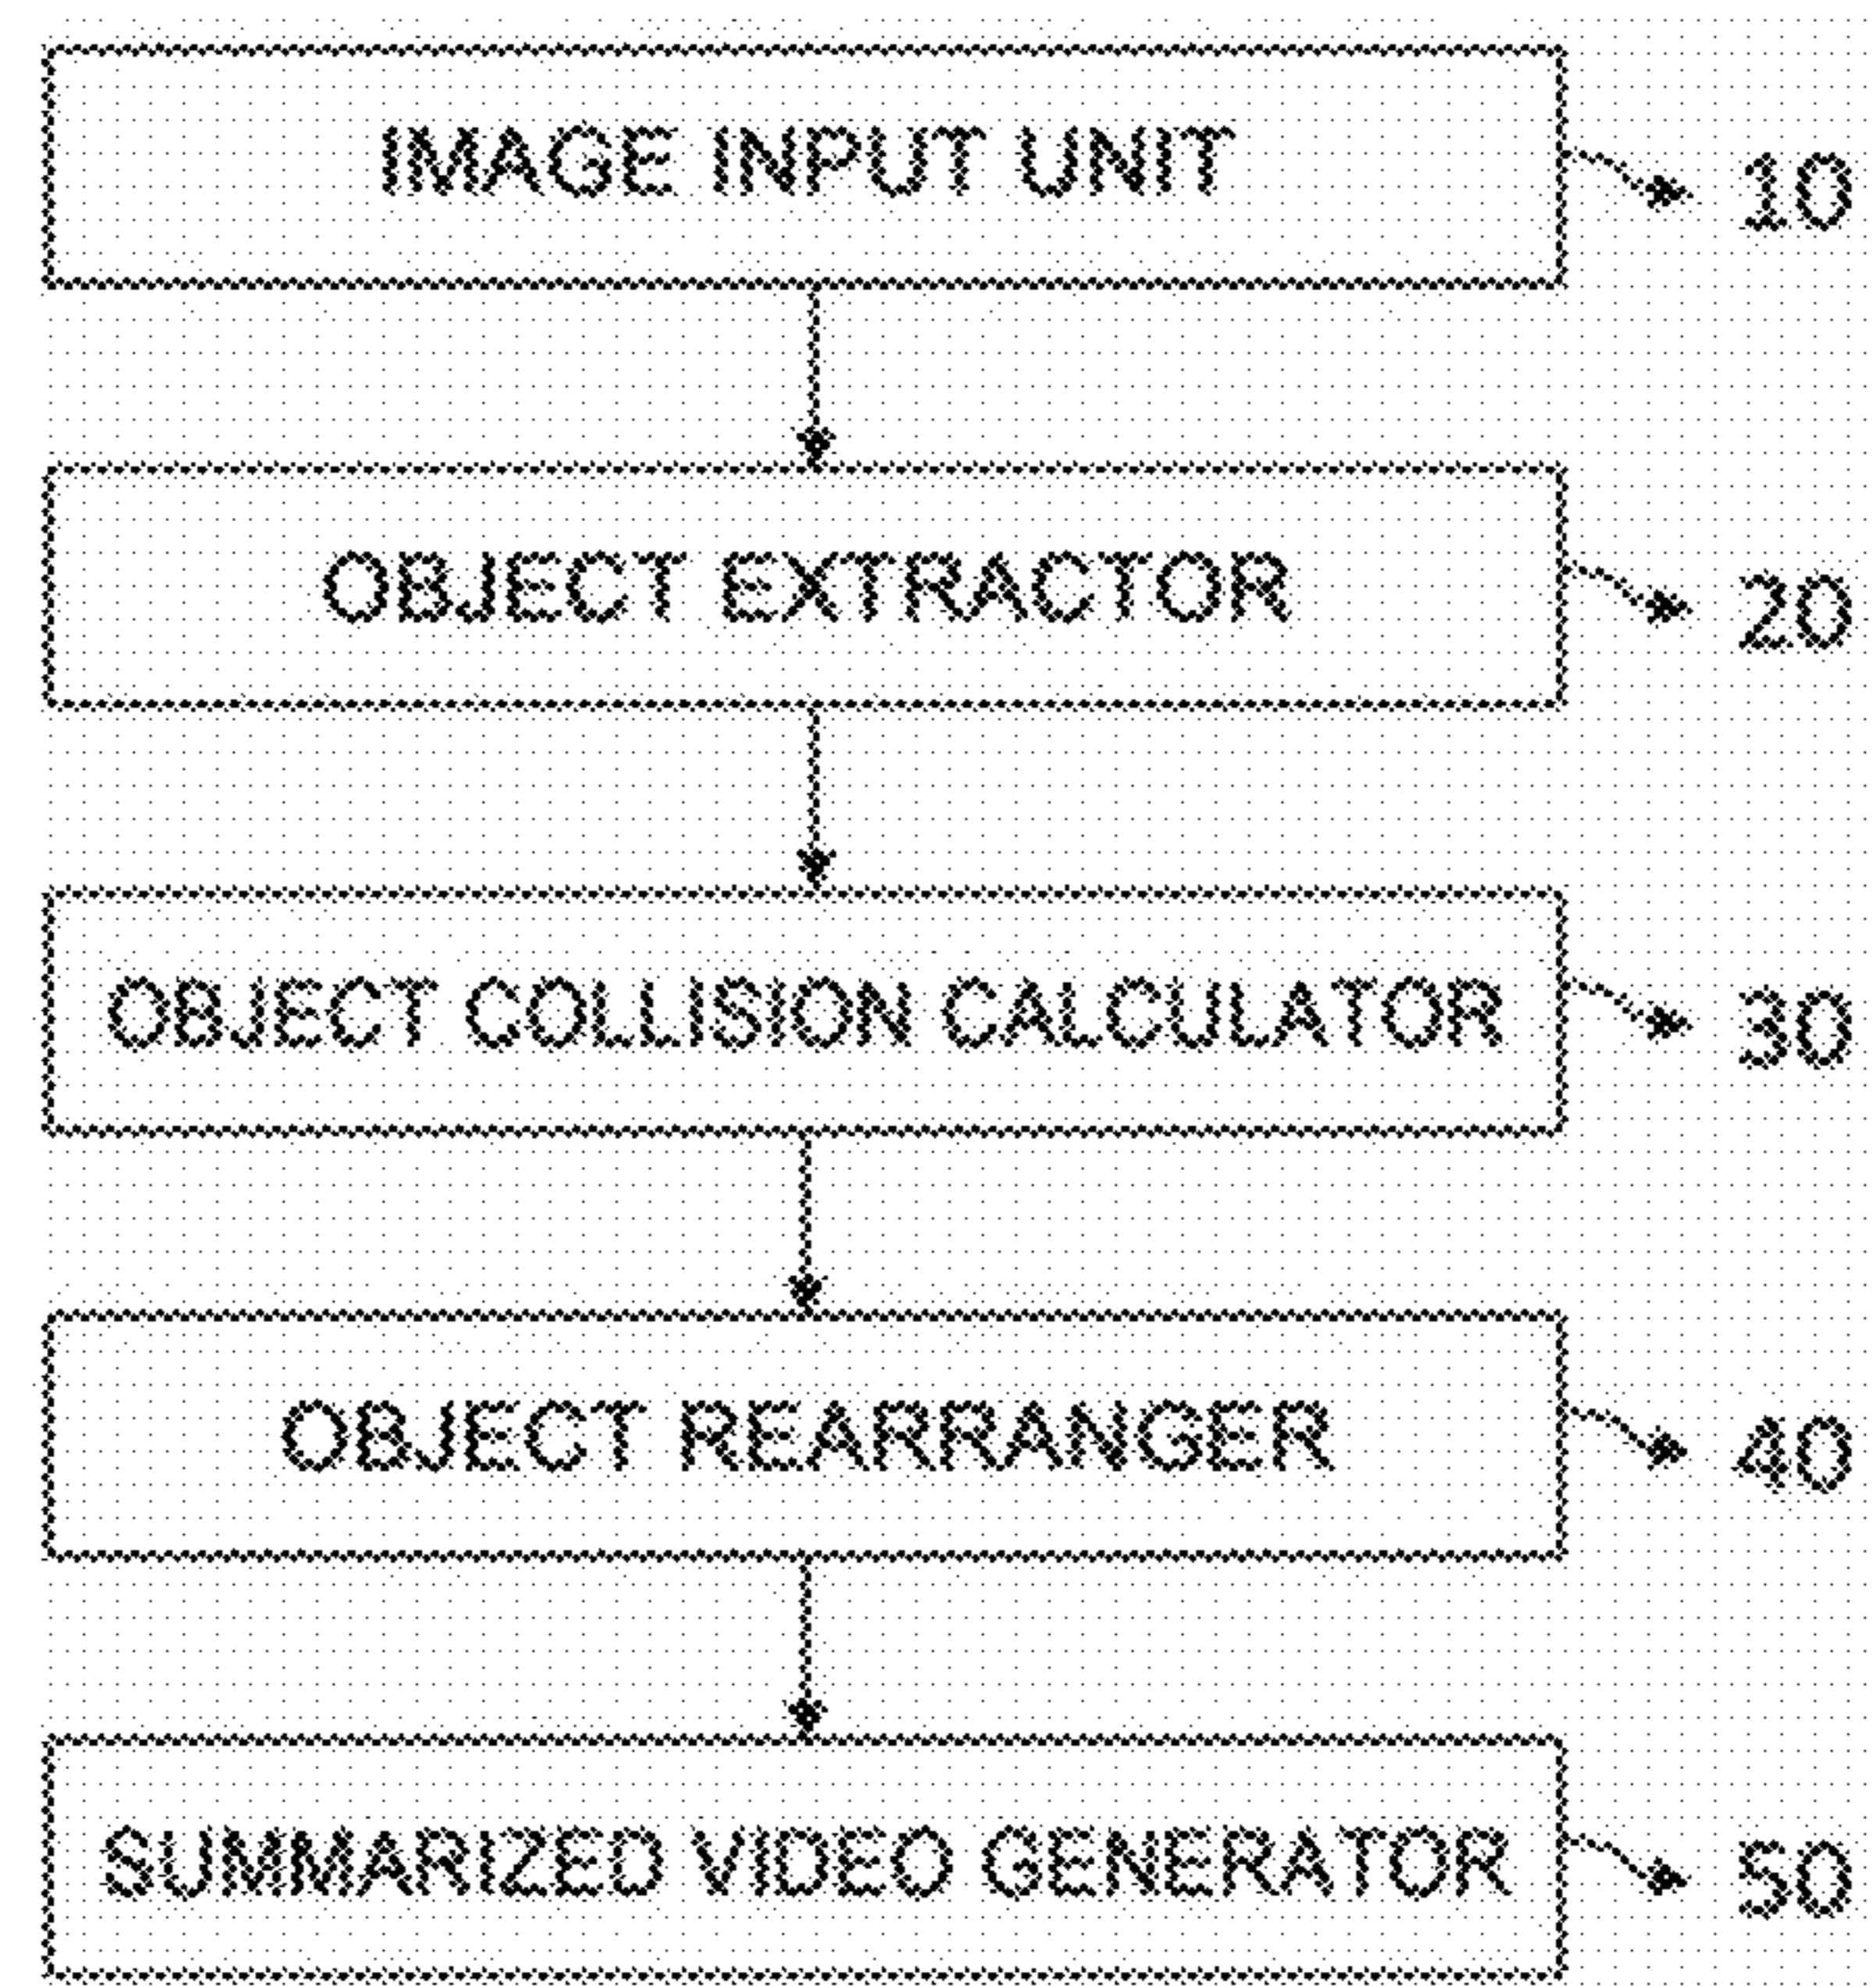 IMAGE INPUT UNIT
10
OBJECT EXTRACTOR
20
OBJECT COLLISION CALCULATOR
30
OBJECT REARRANGER
40
SUMMARIZED VIDEO GENERATOR
50